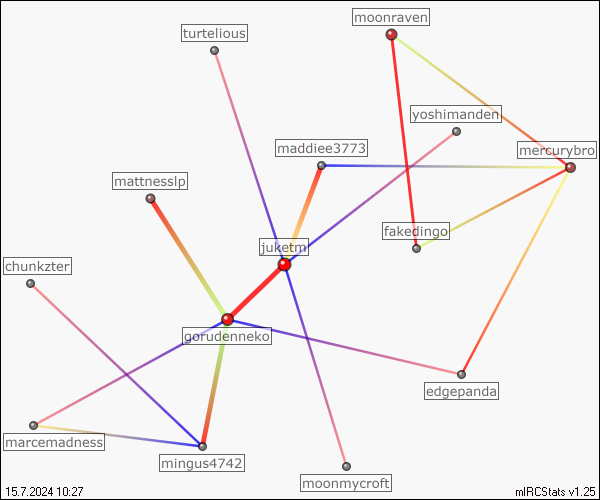 moonraven
turtelious
yoshimanden
maddiee3773
mercurybro
mattnesslp
fakedingo
juketm
chunkzter
gorudenneko
edgepanda
marcemadness
mingus4742
moonmycroft
15.7.2024 10:27
mIRCStats v1.25